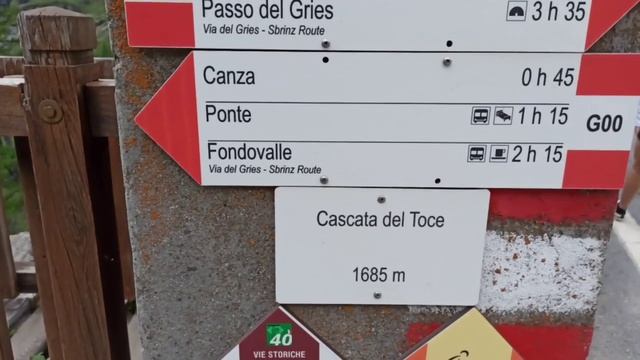 Passo del Gries 3 h 35
Via del Gries - Sbrinz Route
Canza 0 h 45
Ponte 1 h 15
G00
Fondovalle 2 h 15
Via del Gries - Sbrinz Route
Cascata del Toce
1685 m
40
VIE STORICHE